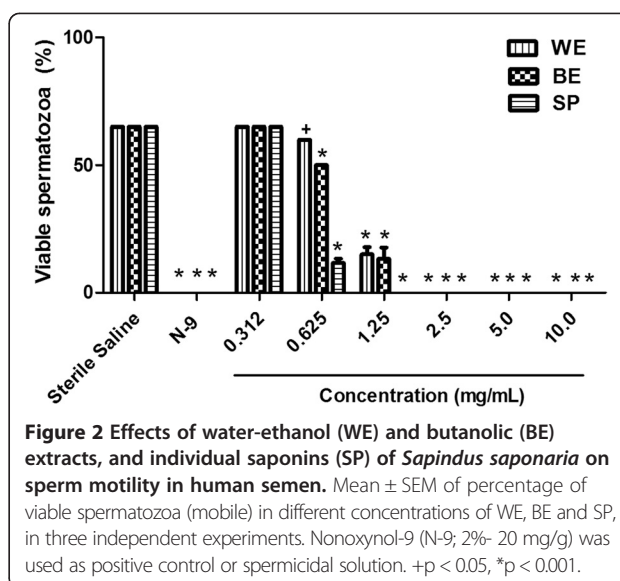 Viable spermatozoa (%)
100
50
0
WE
BE
SP
+
*
*
* *
* * *
*
* * *
* * *
* * *
Sterile Saline
N-9
0.312
0.625
1.25
2.5
5.0
10.0
Concentration (mg/mL)
Figure 2 Effects of water-ethanol (WE) and butanolic (BE)
extracts, and individual saponins (SP) of Sapindus saponaria on
sperm motility in human semen. Mean ± SEM of percentage of
viable spermatozoa (mobile) in different concentrations of WE, BE and SP,
in three independent experiments. Nonoxynol-9 (N-9; 2%- 20 mg/g) was
used as positive control or spermicidal solution. +p < 0.05, *p < 0.001.